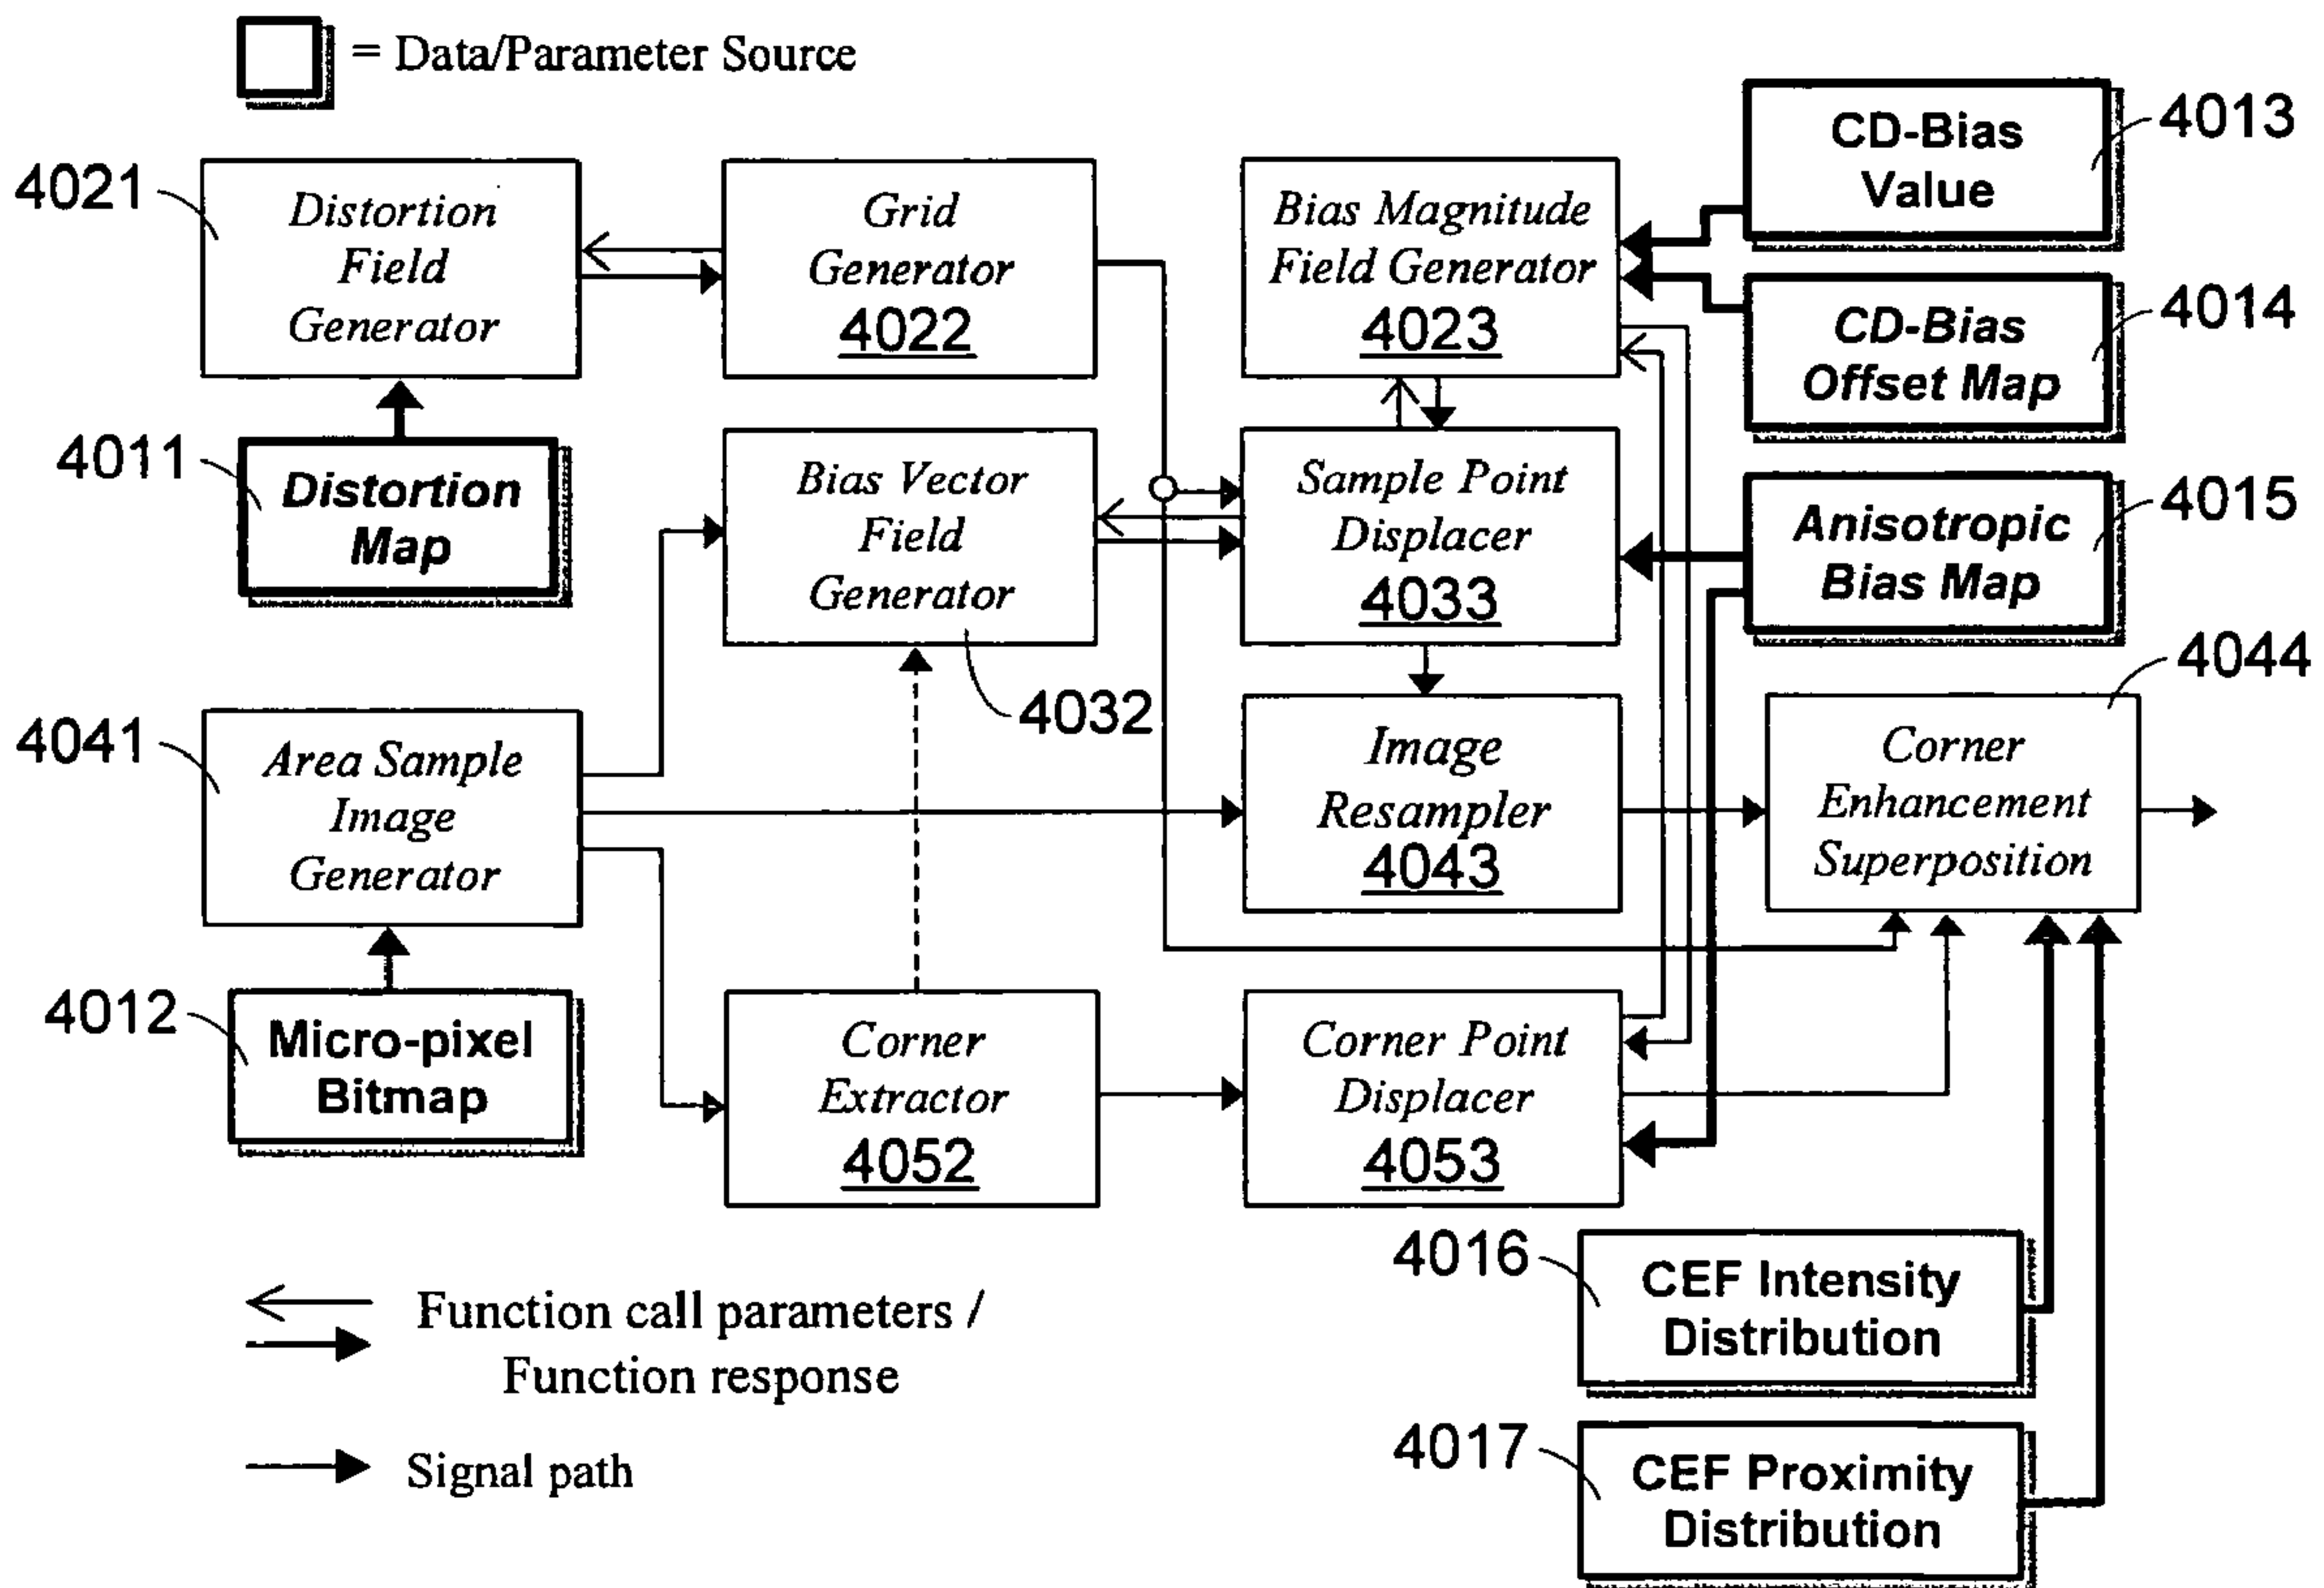 = Data/Parameter Source
4021
Distortion
Field
Generator
Grid
Generator
4022
Bias Magnitude
Field Generator
4023
CD-Bias
Value
4013
CD-Bias
Offset Map
4014
4011
Distortion
Map
Bias Vector
Field
Generator
4032
Sample Point
Displacer
4033
Anisotropic
Bias Map
4015
4041
Area Sample
Image
Generator
Image
Resampler
4043
Corner
Enhancement
Superposition
4044
4012
Micro-pixel
Bitmap
Corner
Extractor
4052
Corner Point
Displacer
4053
4016
CEF Intensity
Distribution
4017
CEF Proximity
Distribution
Function call parameters /
Function response
Signal path